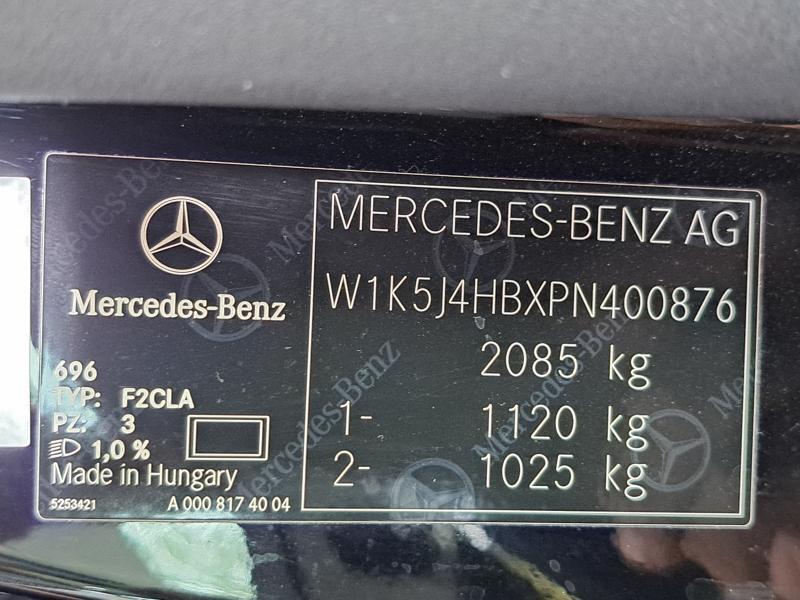 Mercedes-Benz
696
TYP: F2CLA
PZ: 3
1,0 %
Made in Hungary
5253421 A 000 817 40 04
MERCEDES-BENZ AG
W1K5J4HBXPN400876
2085 kg
1- 1120 kg
2- 1025 kg